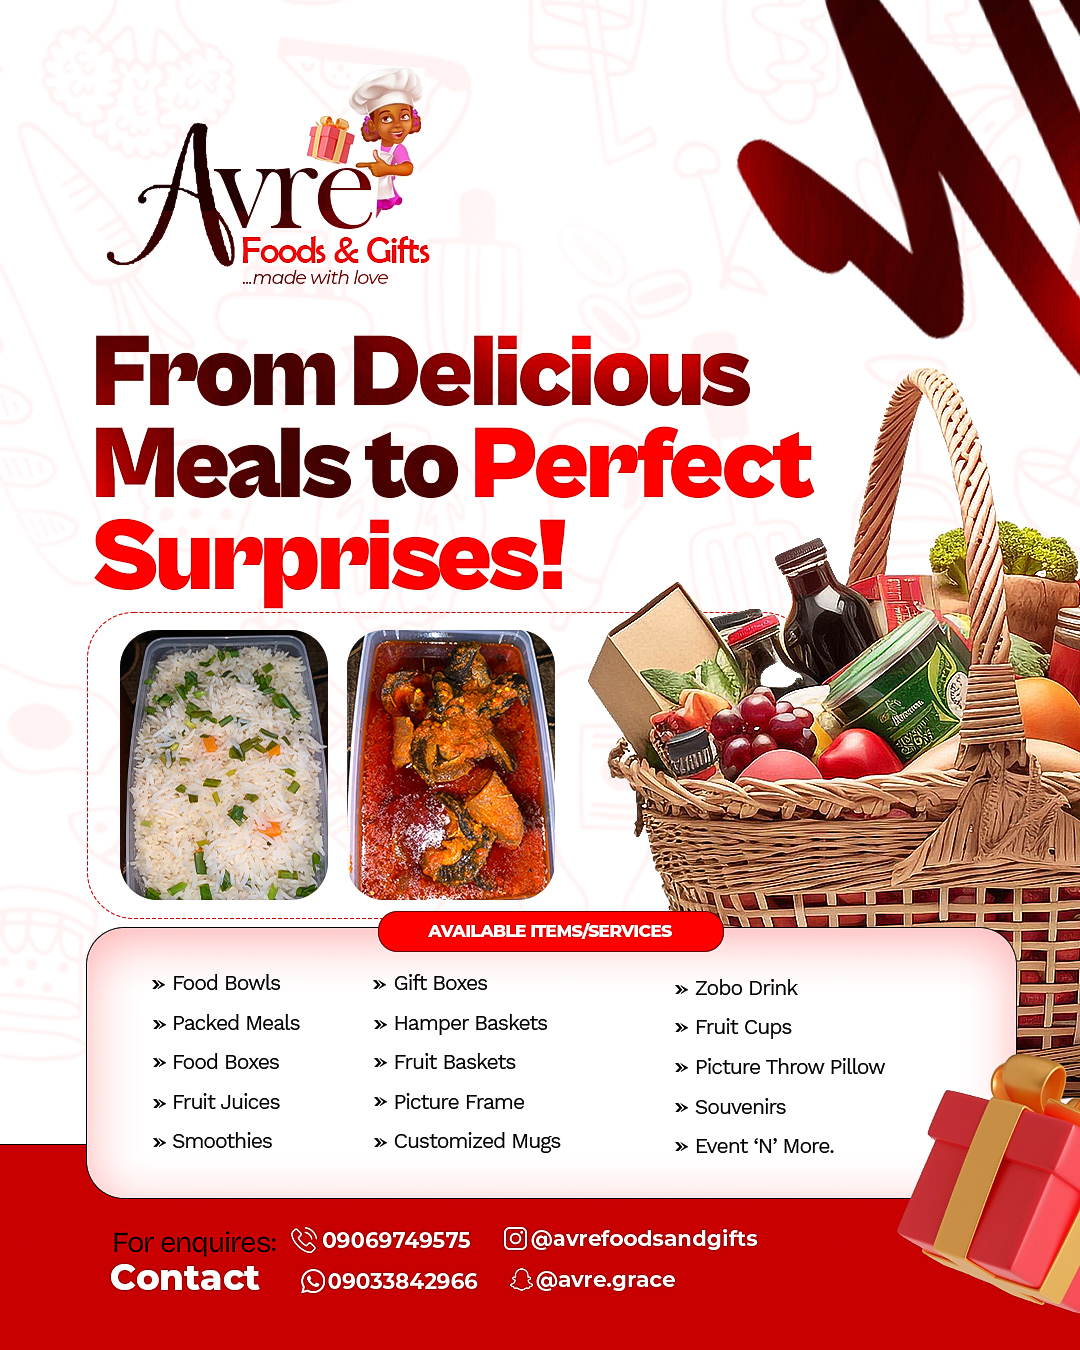 Avre
Foods & Gifts
...made with love
From Delicious
Meals to Perfect
Surprises!
AVAILABLE ITEMS/SERVICES
Food Bowls
Packed Meals
Food Boxes
Fruit Juices
Smoothies
Gift Boxes
Hamper Baskets
Fruit Baskets
Picture Frame
Customized Mugs
Zobo Drink
Fruit Cups
Picture Throw Pillow
Souvenirs
Event ‘N’ More.
For enquires:
Contact
09069749575
09033842966
@avrefoodsandgifts
@avre.grace